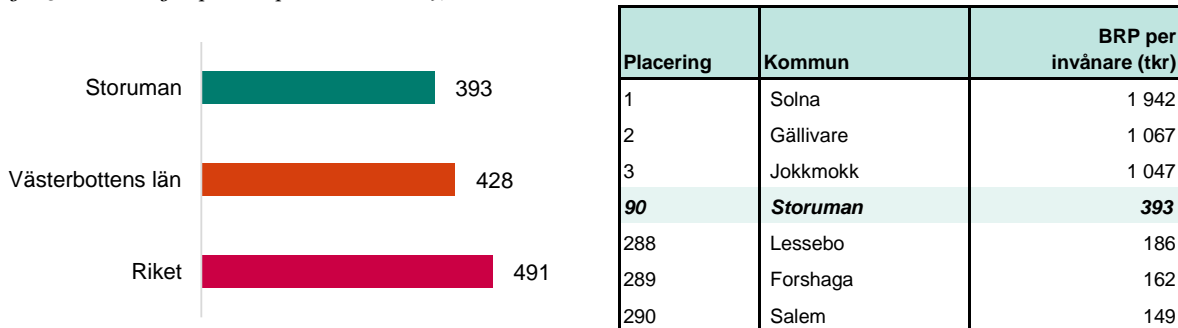 Storuman 393
Västerbottens län 428
Riket 491
Placering Kommun BRP per invånare (tkr)
1 Solna 1 942
2 Gällivare 1 067
3 Jokkmokk 1 047
90 Storuman 393
288 Lessebo 186
289 Forshaga 162
290 Salem 149